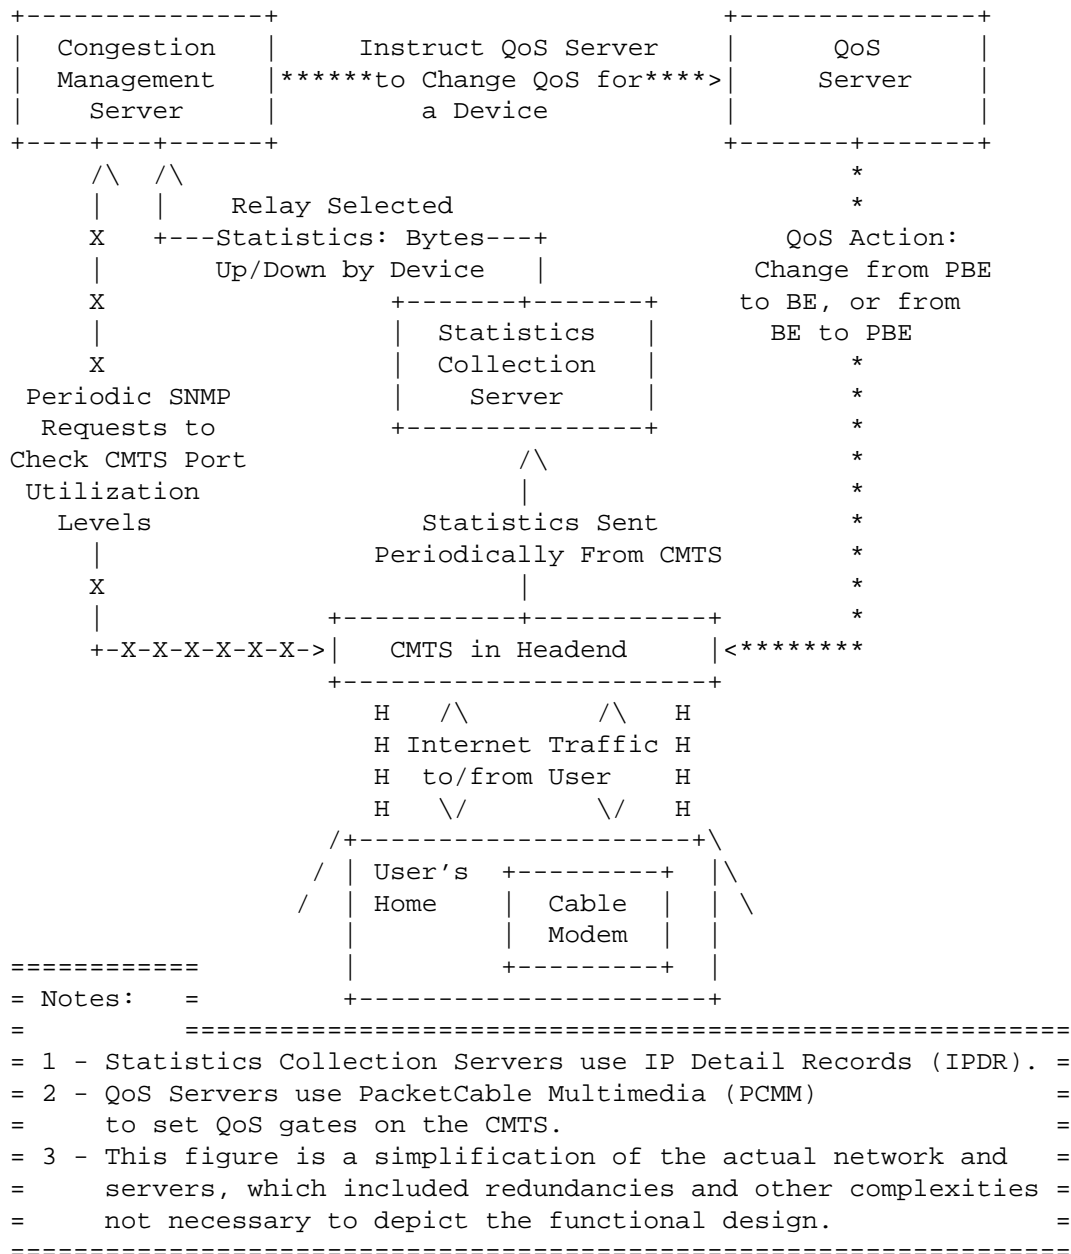 +---------------+                             +---------------+
|  Congestion   |     Instruct QoS Server     |      QoS      |
|  Management   |******to Change QoS for****>|     Server    |
|    Server     |         a Device           |               |
+----+---+------+                            +-------+-------+
     /\  /\                                          *
     |   |    Relay Selected                         *
     X   +---Statistics: Bytes---+               QoS Action:
     |       Up/Down by Device   |             Change from PBE
     X                  +-------+-------+     to BE, or from
     |                  |  Statistics   |       BE to PBE
     X                  |  Collection   |            *
 Periodic SNMP          |    Server     |            *
  Requests to           +---------------+            *
Check CMTS Port                 /\                   *
 Utilization                    |                    *
   Levels                 Statistics Sent            *
     |                 Periodically From CMTS        *
     X                          |                    *
     |              +-----------+-----------+        *
     +-X-X-X-X-X-X->|   CMTS in Headend     |<********
                    +-----------------------+
                       H   /\        /\   H
                       H Internet Traffic H
                       H  to/from User    H
                       H   \/        \/   H
                    /+---------------------+\
                   / | User's  +---------+  |\
                  /  | Home    |  Cable  |  | \
                     |         |  Modem  |  |
============         |         +---------+  |
= Notes:   =         +----------------------+
=          ========================================================
= 1 - Statistics Collection Servers use IP Detail Records (IPDR). =
= 2 - QoS Servers use PacketCable Multimedia (PCMM)               =
=     to set QoS gates on the CMTS.                               =
= 3 - This figure is a simplification of the actual network and   =
=     servers, which included redundancies and other complexities =
=     not necessary to depict the functional design.              =
===================================================================